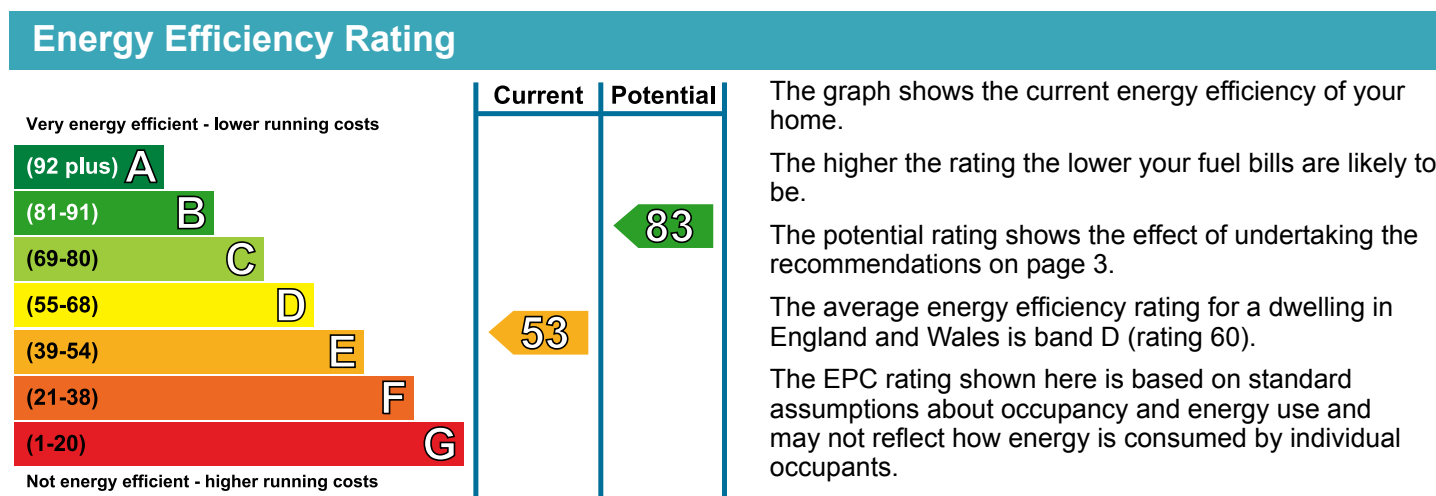 Energy Efficiency Rating
Current Potential
Very energy efficient - lower running costs
(92 plus) A
(81-91) B
83
(69-80) C
(55-68) D
53
(39-54) E
(21-38) F
(1-20) G
Not energy efficient - higher running costs
The graph shows the current energy efficiency of your
home.
The higher the rating the lower your fuel bills are likely to
be.
The potential rating shows the effect of undertaking the
recommendations on page 3.
The average energy efficiency rating for a dwelling in
England and Wales is band D (rating 60).
The EPC rating shown here is based on standard
assumptions about occupancy and energy use and
may not reflect how energy is consumed by individual
occupants.